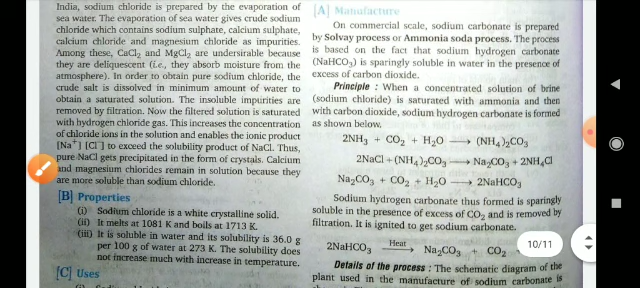 India, sodium chloride is prepared by the evaporation of
sea water. The evaporation of sea water gives crude sodium
chloride which contains sodium sulphate, calcium sulphate,
calcium chloride and magnesium chloride as impurities.
Among these, CaCl₂ and MgCl₂ are undersirable because
they are deliquescent (i.e., they absorb moisture from the
atmosphere). In order to obtain pure sodium chloride, the
crude salt is dissolved in minimum amount of water to
obtain a saturated solution. The insoluble impurities are
removed by filtration. Now the filtered solution is saturated
with hydrogen chloride gas. This increases the concentration
of chloride ions in the solution and enables the ionic product
[Na⁺] [Cl⁻] to exceed the solubility product of NaCl. Thus,
pure NaCl gets precipitated in the form of crystals. Calcium
and magnesium chlorides remain in solution because they
are more soluble than sodium chloride.
[B] Properties
(i) Sodium chloride is a white crystalline solid.
(ii) It melts at 1081 K and boils at 1713 K.
(iii) It is soluble in water and its solubility is 36.0 g
per 100 g of water at 273 K. The solubility does
not increase much with increase in temperature.
[C] Uses
[A] Manufacture
On commercial scale, sodium carbonate is prepared
by Solvay process or Ammonia soda process. The process
is based on the fact that sodium hydrogen carbonate
(NaHCO₃) is sparingly soluble in water in the presence of
excess of carbon dioxide.
Principle : When a concentrated solution of brine
(sodium chloride) is saturated with ammonia and then
with carbon dioxide, sodium hydrogen carbonate is formed
as shown below.
2NH₃ + CO₂ + H₂O ⟶ (NH₄)₂CO₃
2NaCl + (NH₄)₂CO₃ ⟶ Na₂CO₃ + 2NH₄Cl
Na₂CO₃ + CO₂ + H₂O ⟶ 2NaHCO₃
Sodium hydrogen carbonate thus formed is sparingly
soluble in the presence of excess of CO₂ and is removed by
filtration. It is ignited to get sodium carbonate.
2NaHCO₃ Heat ⟶ Na₂CO₃ + CO₂
10/11
Details of the process : The schematic diagram of the
plant used in the manufacture of sodium carbonate is